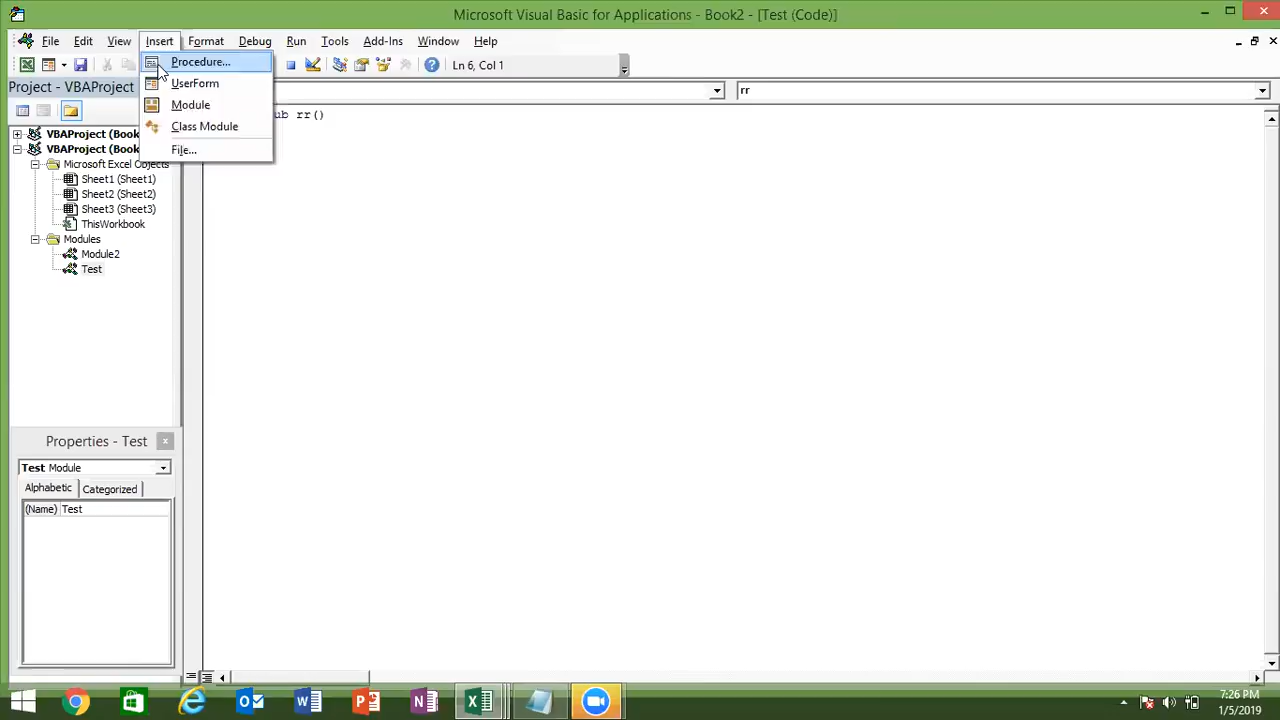 Microsoft Visual Basic for Applications - Book2 - [Test (Code)]
File Edit View Insert Format Debug Run Tools Add-Ins Window Help
Procedure...
UserForm
Module
Class Module
File...
Ln 6, Col 1
Project - VBAProject
rr
ub rr()
VBAProject (Book
VBAProject (Book2
Microsoft Excel Objects
Sheet1 (Sheet1)
Sheet2 (Sheet2)
Sheet3 (Sheet3)
ThisWorkbook
Modules
Module2
Test
Properties - Test
Test Module
Alphabetic Categorized
(Name) Test
7:26 PM
1/5/2019